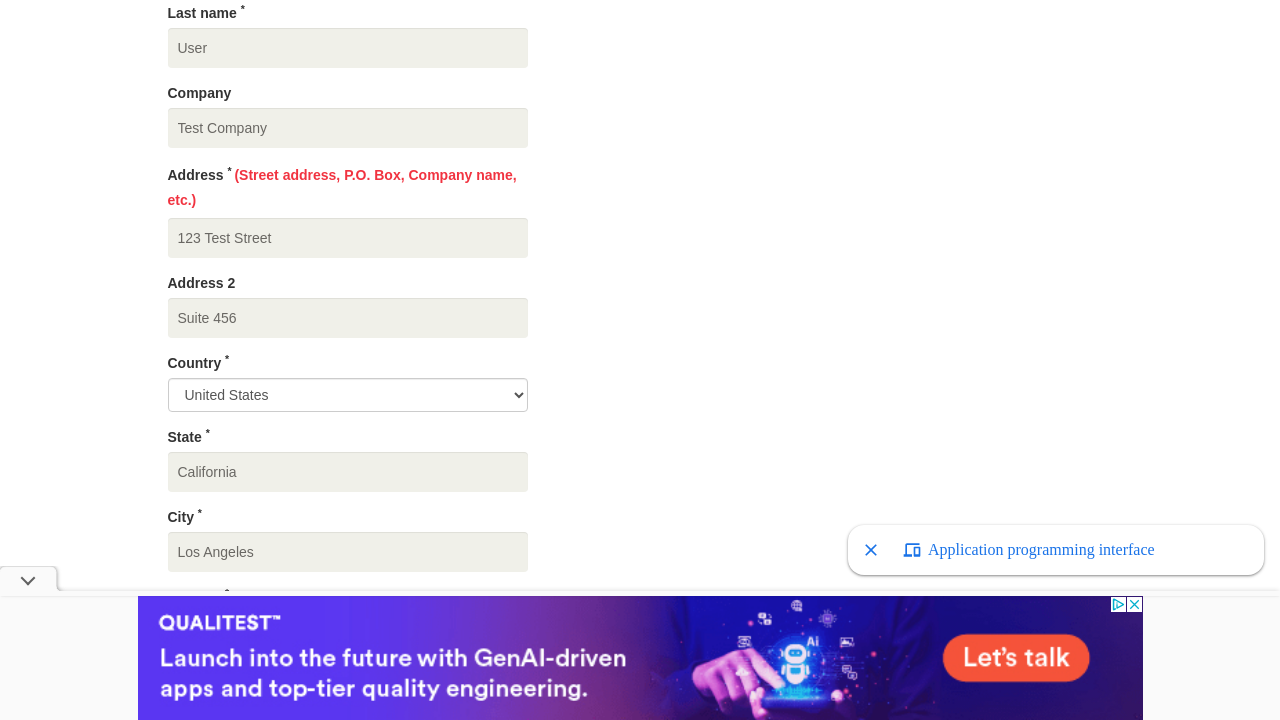 Last name *
User
Company
Test Company
Address * (Street address, P.O. Box, Company name,
etc.)
123 Test Street
Address 2
Suite 456
Country *
United States
State *
California
City *
Los Angeles
Application programming interface
QUALITEST™
Launch into the future with GenAI-driven
apps and top-tier quality engineering.
Ai
Let's talk